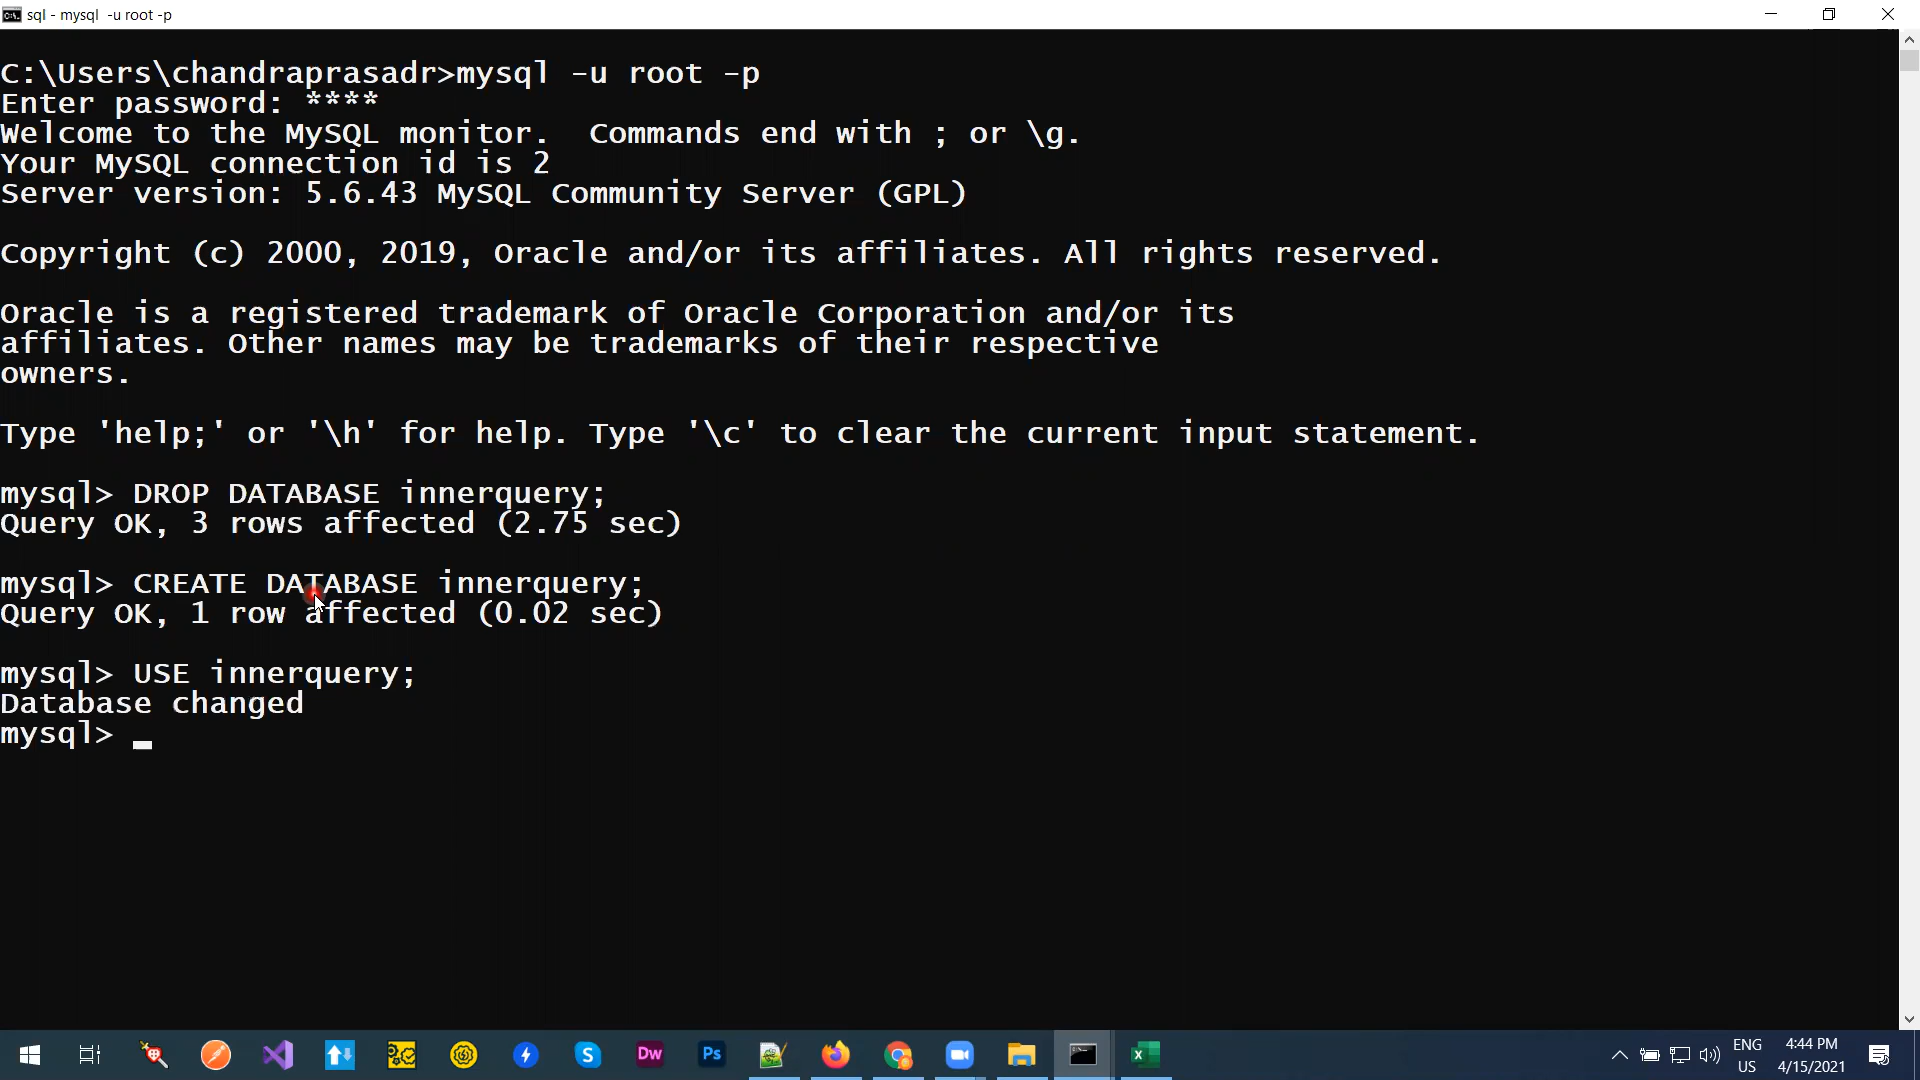 sql - mysql -u root -p
C:\Users\chandraprasadr>mysql -u root -p
Enter password: ****
Welcome to the MySQL monitor.  Commands end with ; or \g.
Your MySQL connection id is 2
Server version: 5.6.43 MySQL Community Server (GPL)
Copyright (c) 2000, 2019, Oracle and/or its affiliates. All rights reserved.
Oracle is a registered trademark of Oracle Corporation and/or its
affiliates. Other names may be trademarks of their respective
owners.
Type 'help;' or '\h' for help. Type '\c' to clear the current input statement.
mysql> DROP DATABASE innerquery;
Query OK, 3 rows affected (2.75 sec)
mysql> CREATE DATABASE innerquery;
Query OK, 1 row affected (0.02 sec)
mysql> USE innerquery;
Database changed
mysql>
Dw
Ps
ENG
US
4:44 PM
4/15/2021